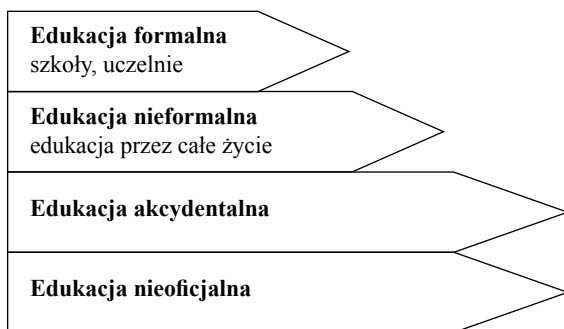 Edukacja formalna
szkoły, uczelnie
Edukacja nieformalna
edukacja przez całe życie
Edukacja akcydentalna
Edukacja nieoficjalna